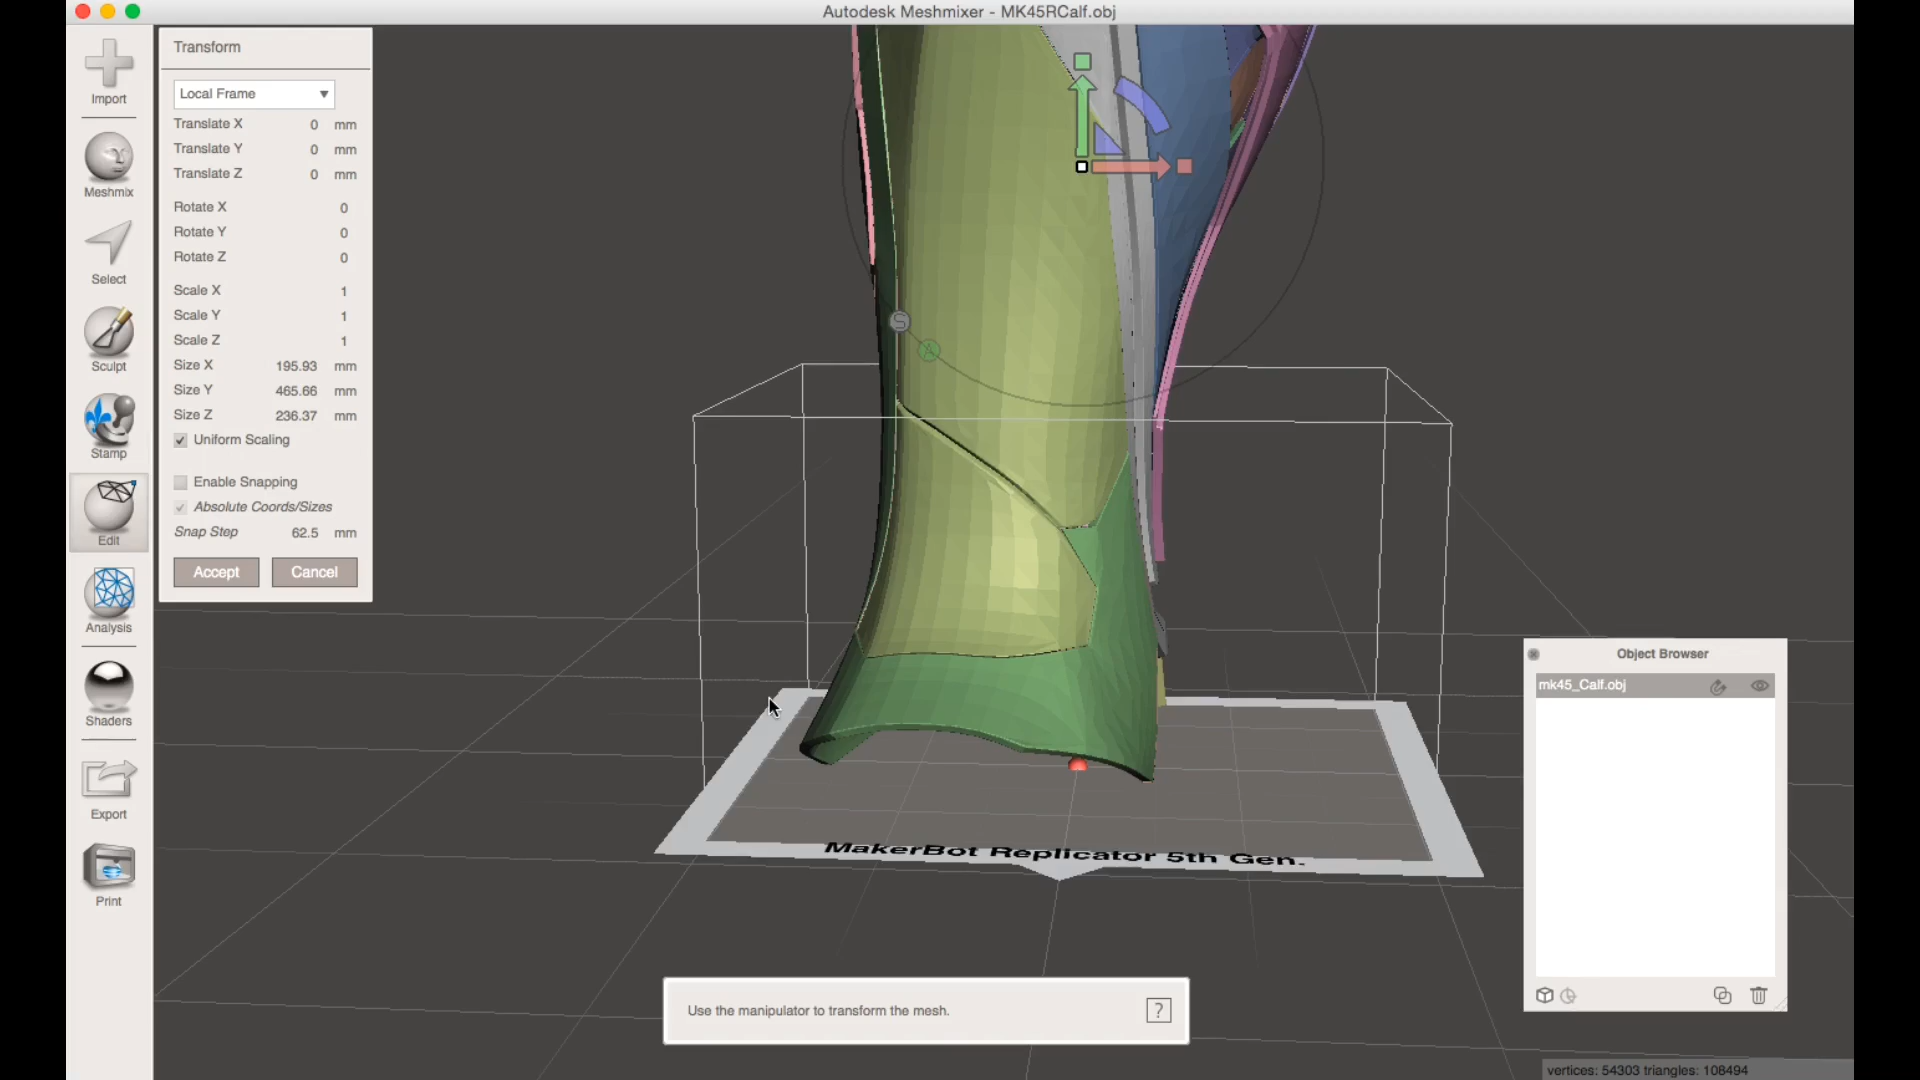 Autodesk Meshmixer - MK45RCalf.obj
Import
Meshmix
Select
Sculpt
Stamp
Edit
Analysis
Shaders
Export
Print
Transform
Local Frame
Translate X 0 mm
Translate Y 0 mm
Translate Z 0 mm
Rotate X 0
Rotate Y 0
Rotate Z 0
Scale X 1
Scale Y 1
Scale Z 1
Size X 195.93 mm
Size Y 465.66 mm
Size Z 236.37 mm
Uniform Scaling
Enable Snapping
Absolute Coords/Sizes
Snap Step 62.5 mm
Accept Cancel
S
A
MakerBot Replicator 5th Gen.
Use the manipulator to transform the mesh. ?
Object Browser
mk45_Calf.obj
vertices: 54303 triangles: 108494